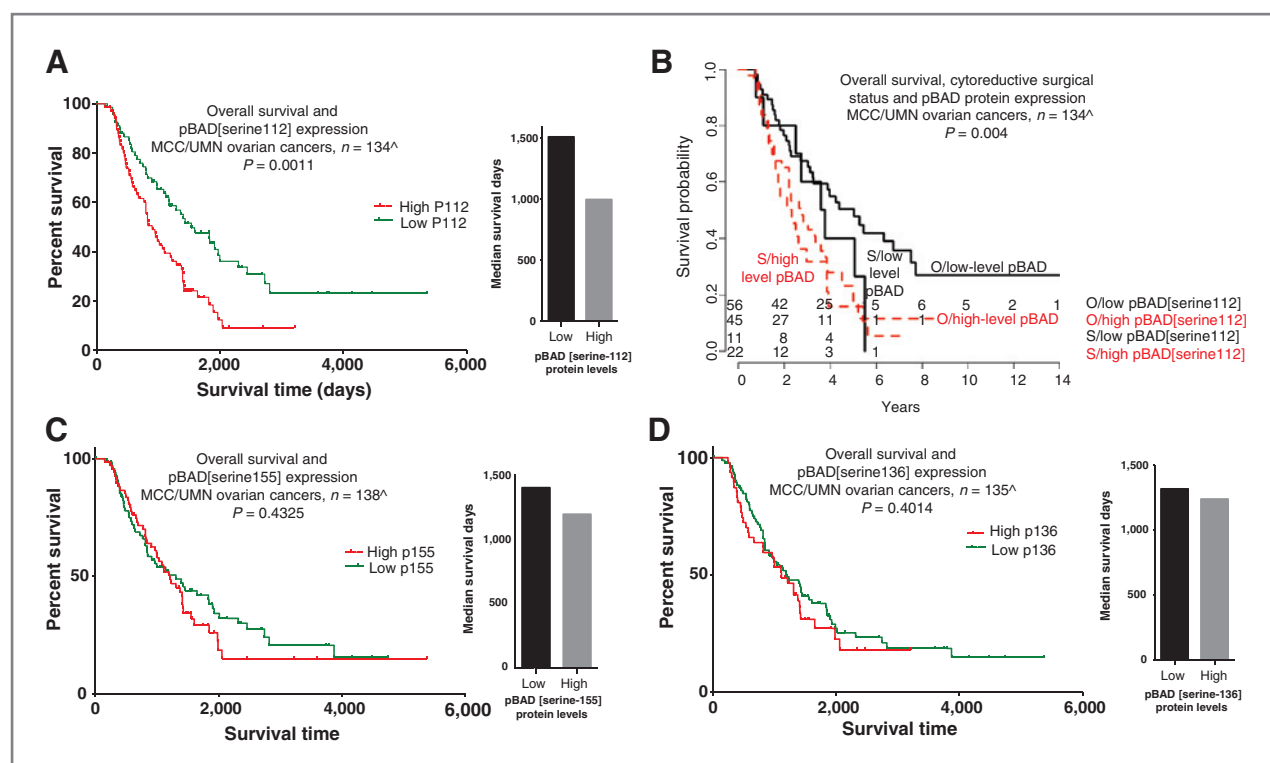 A
Overall survival and
pBAD[serine112] expression
MCC/UMN ovarian cancers, n = 134^
P = 0.0011
High P112
Low P112
Percent survival
100
80
60
40
20
0
0 2,000 4,000 6,000
Survival time (days)
Median survival days
1,500
1,000
500
0
Low High
pBAD [serine-112]
protein levels
B
Overall survival, cytoreductive surgical
status and pBAD protein expression
MCC/UMN ovarian cancers, n = 134^
P = 0.004
Survival probability
1.0
0.8
0.6
0.4
0.2
0.0
S/high
level pBAD
S/low
level
pBAD
O/low-level pBAD
O/high-level pBAD
56 42 25 5 6 5 2 1 O/low pBAD[serine112]
45 27 11 1 1 O/high pBAD[serine112]
11 8 4 S/low pBAD[serine112]
22 12 3 1 S/high pBAD[serine112]
0 2 4 6 8 10 12 14
Years
C
Overall survival and
pBAD[serine155] expression
MCC/UMN ovarian cancers, n = 138^
P = 0.4325
High p155
Low p155
Percent survival
100
50
0
0 2,000 4,000 6,000
Survival time
Median survival days
1,500
1,000
500
0
Low High
pBAD [serine-155]
protein levels
D
Overall survival and
pBAD[serine136] expression
MCC/UMN ovarian cancers, n = 135^
P = 0.4014
High p136
Low p136
Percent survival
100
50
0
0 2,000 4,000 6,000
Survival time
Median survival days
1,500
1,000
500
0
Low High
pBAD [serine-136]
protein levels